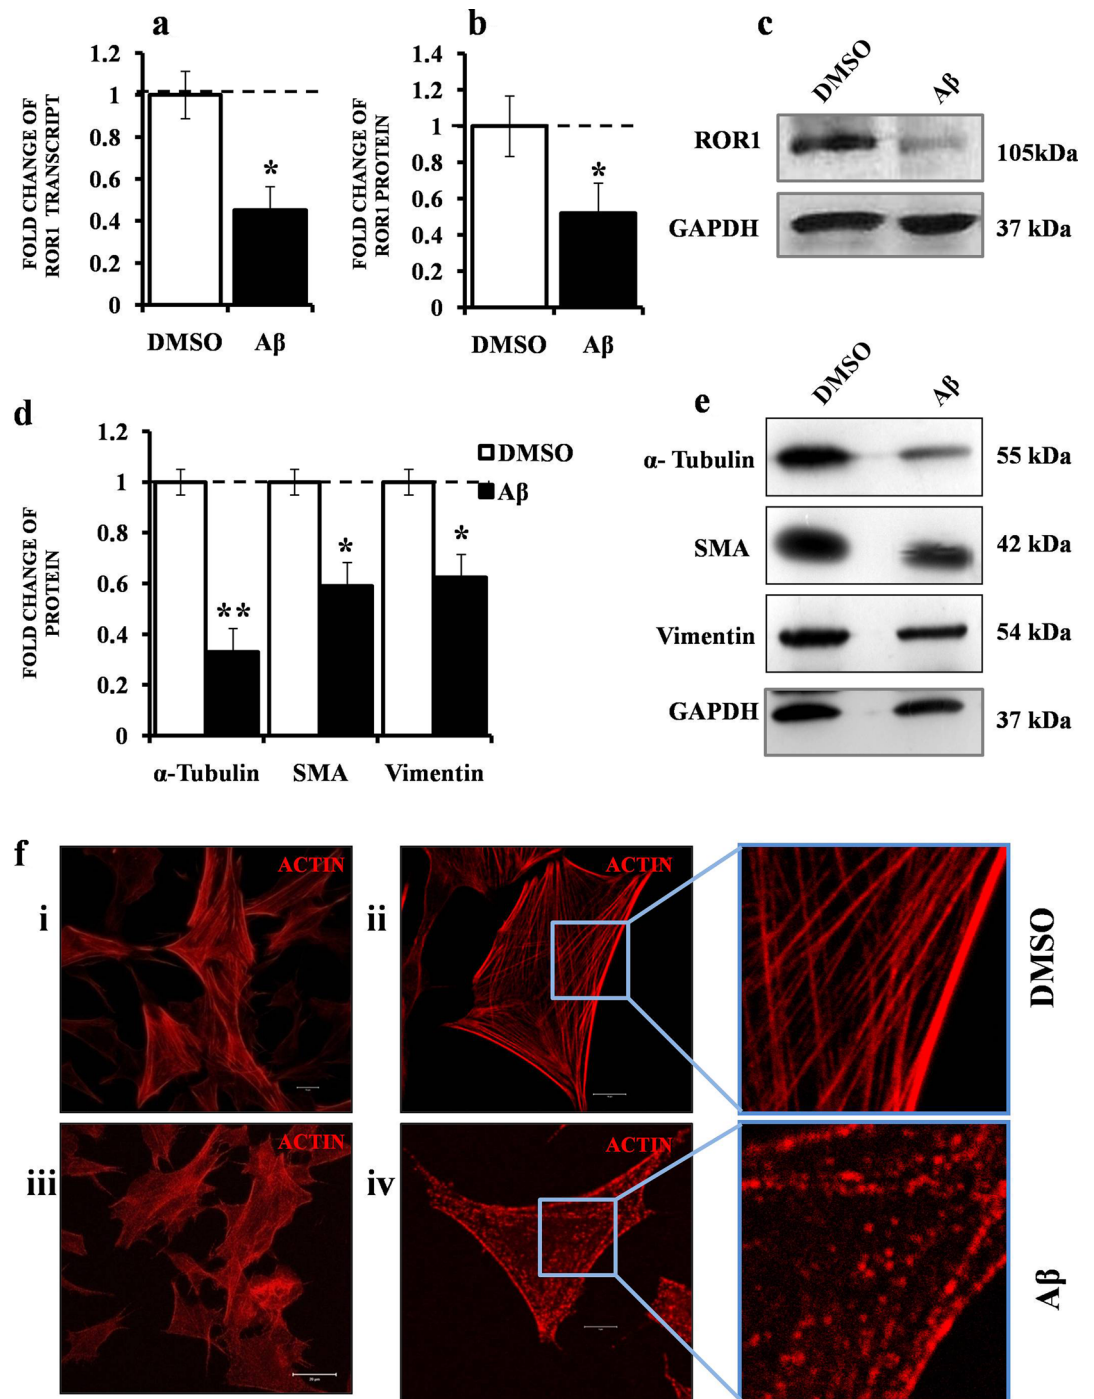 a
1.2
1
0.8
0.6
0.4
0.2
0
FOLD CHANGE OF
ROR1 TRANSCRIPT
*
DMSO
Aβ
b
1.4
1.2
1
0.8
0.6
0.4
0.2
0
FOLD CHANGE OF
ROR1 PROTEIN
*
DMSO
Aβ
c
DMSO
Aβ
ROR1
105kDa
GAPDH
37 kDa
d
1.2
1
0.8
0.6
0.4
0.2
0
FOLD CHANGE OF
PROTEIN
DMSO
Aβ
**
*
*
α-Tubulin
SMA
Vimentin
e
DMSO
Aβ
α- Tubulin
55 kDa
SMA
42 kDa
Vimentin
54 kDa
GAPDH
37 kDa
f
i
ACTIN
ii
ACTIN
DMSO
iii
ACTIN
iv
ACTIN
Aβ